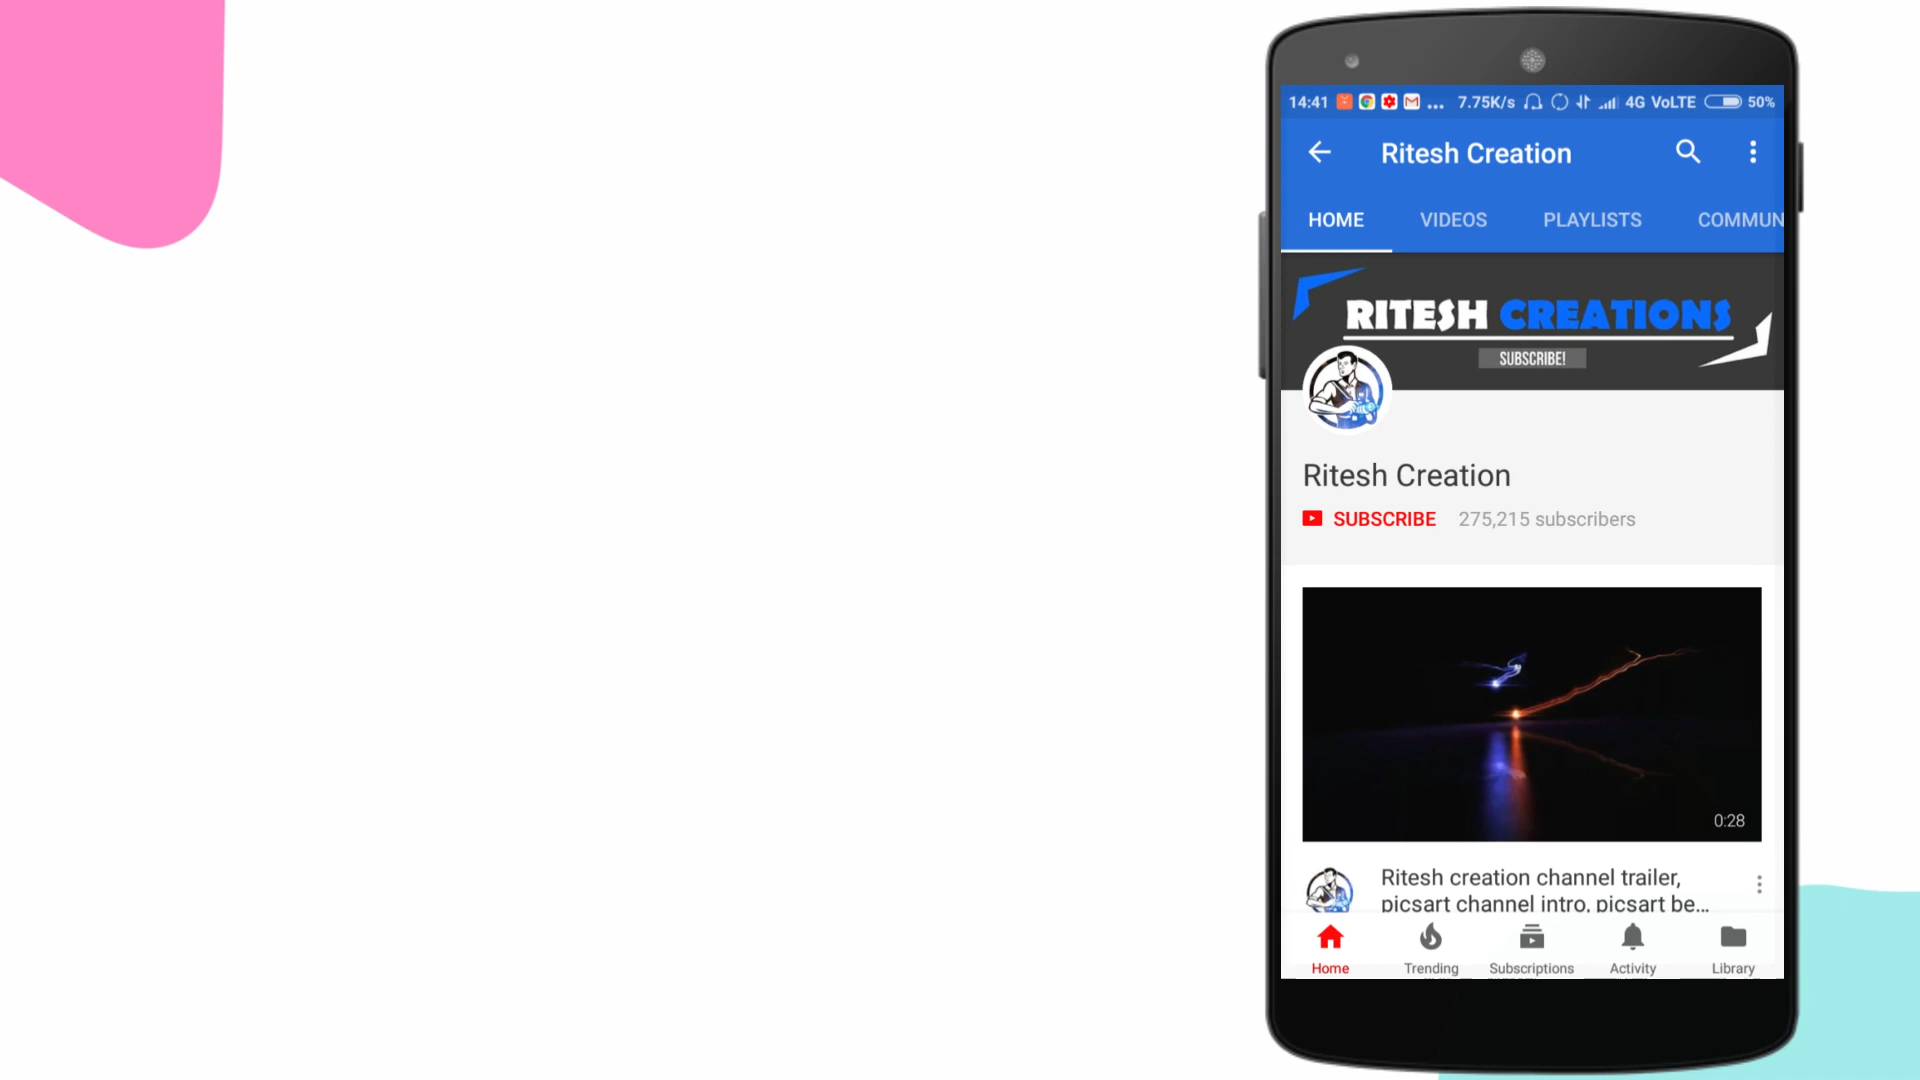 14:41 ... 7.75K/s 4G VoLTE 50%
Ritesh Creation
HOME VIDEOS PLAYLISTS COMMUN
RITESH CREATIONS
SUBSCRIBE!
Ritesh Creation
SUBSCRIBE 275,215 subscribers
0:28
Ritesh creation channel trailer,
picsart channel intro, picsart be...
Home Trending Subscriptions Activity Library